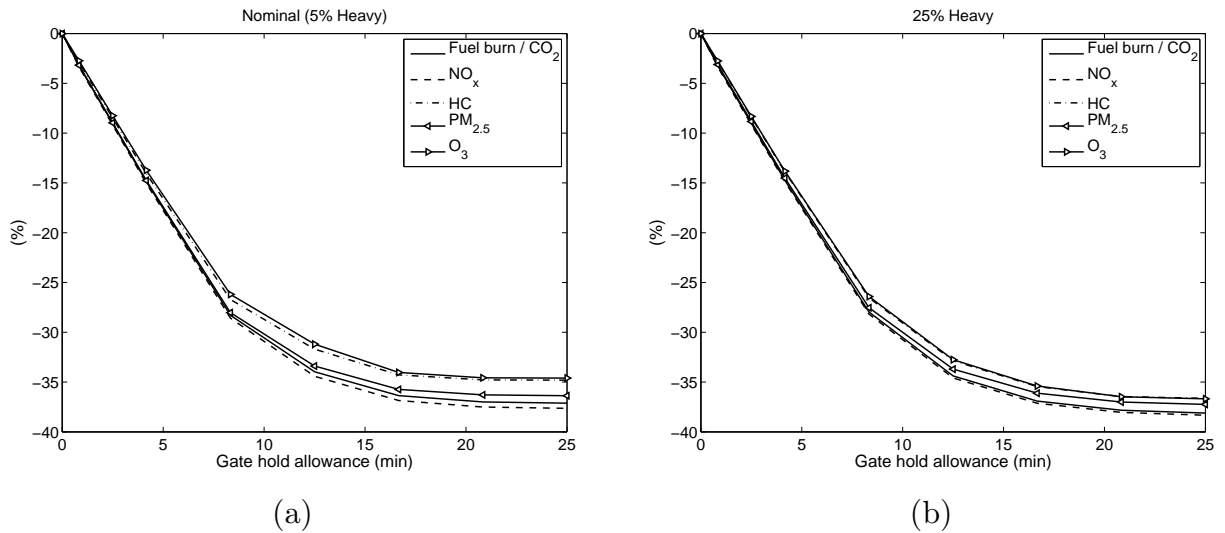 Nominal (5% Heavy)
0
−5
−10
−15
−20
−25
−30
−35
−40
(%)
0
5
10
15
20
25
Gate hold allowance (min)
Fuel burn / CO2
NOx
HC
PM2.5
O3
(a)
25% Heavy
0
−5
−10
−15
−20
−25
−30
−35
−40
(%)
0
5
10
15
20
25
Gate hold allowance (min)
Fuel burn / CO2
NOx
HC
PM2.5
O3
(b)